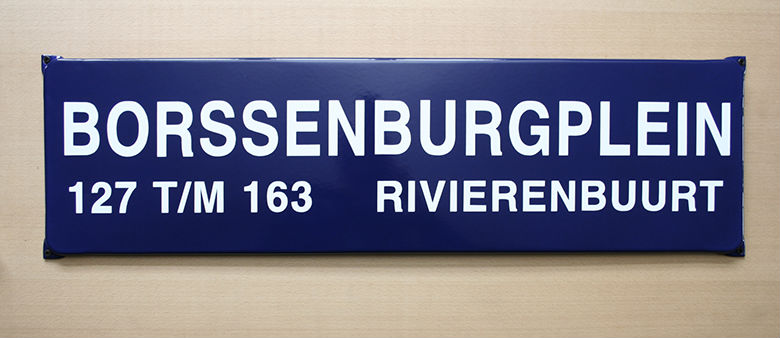 BORSSENBURGPLEIN
127 T/M 163 RIVIERENBUURT